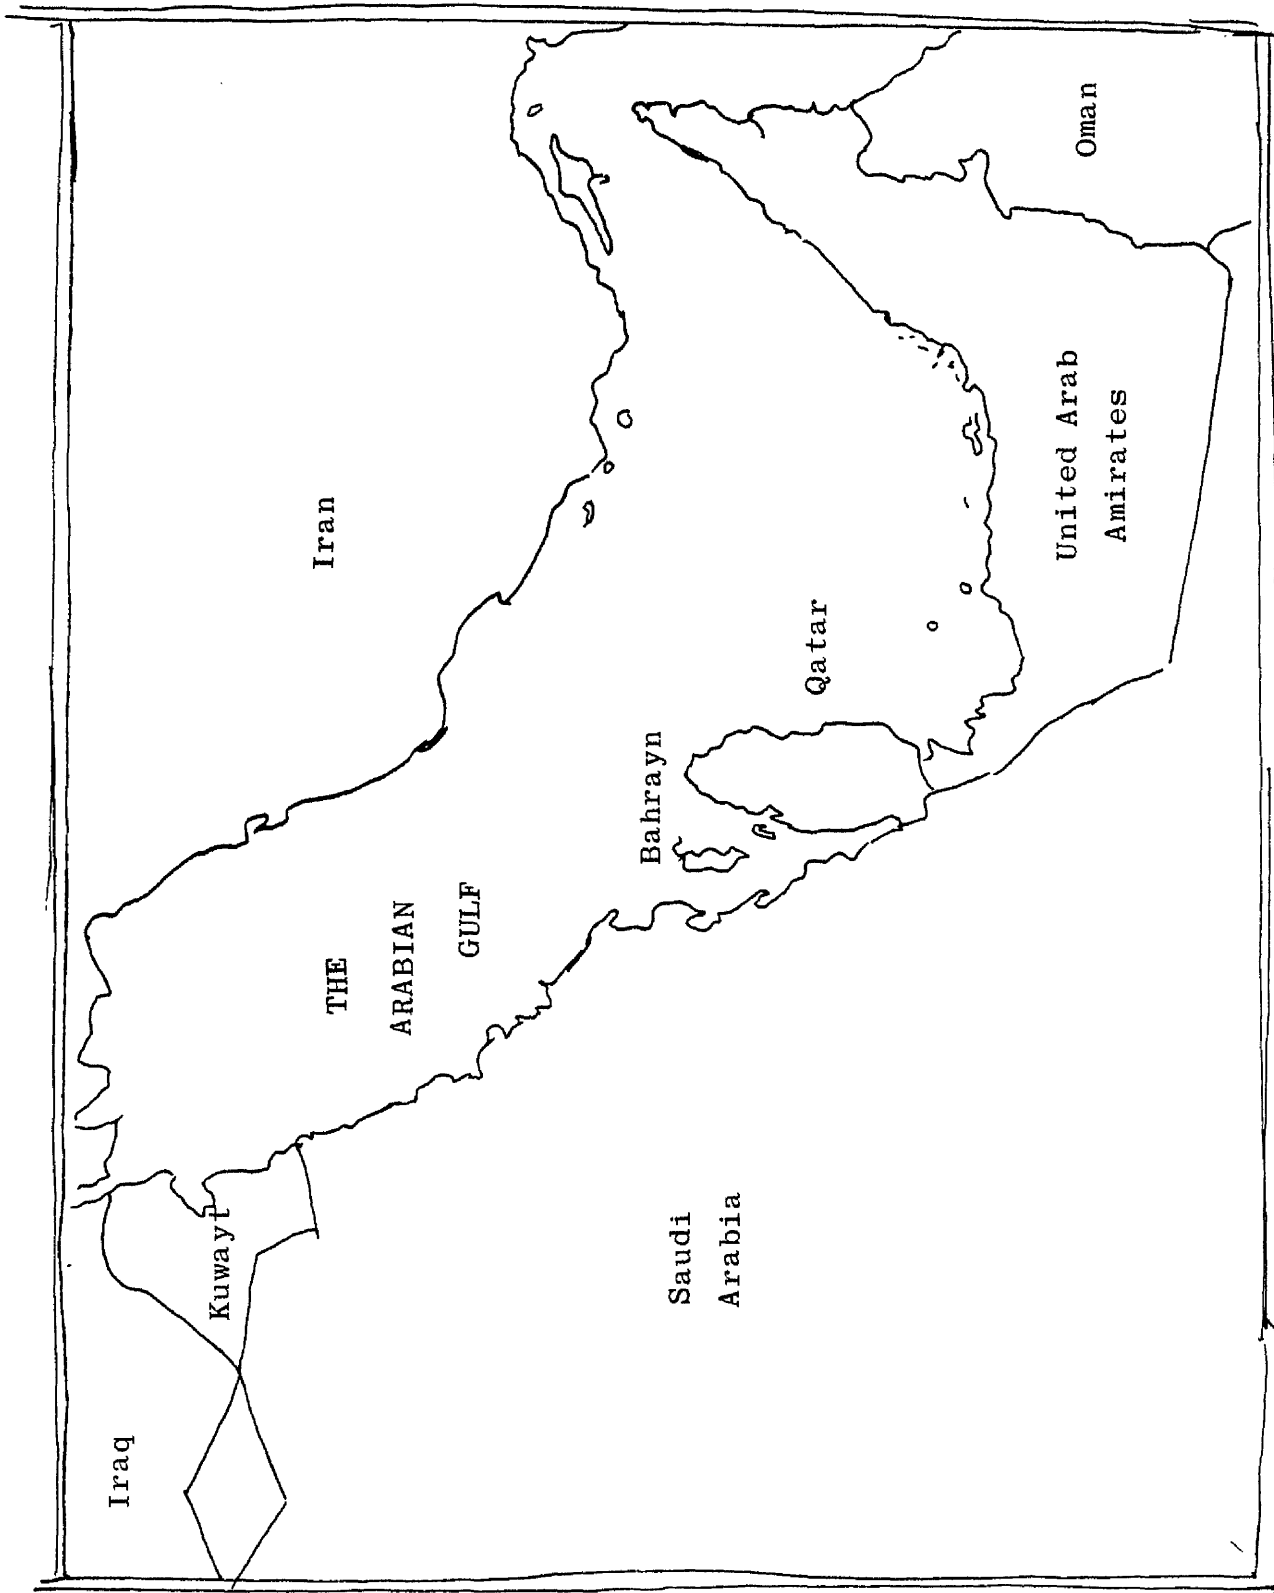 Iraq
Kuwayt
Iran
THE
ARABIAN
GULF
Bahrayn
Qatar
Saudi
Arabia
United Arab
Amirates
Oman